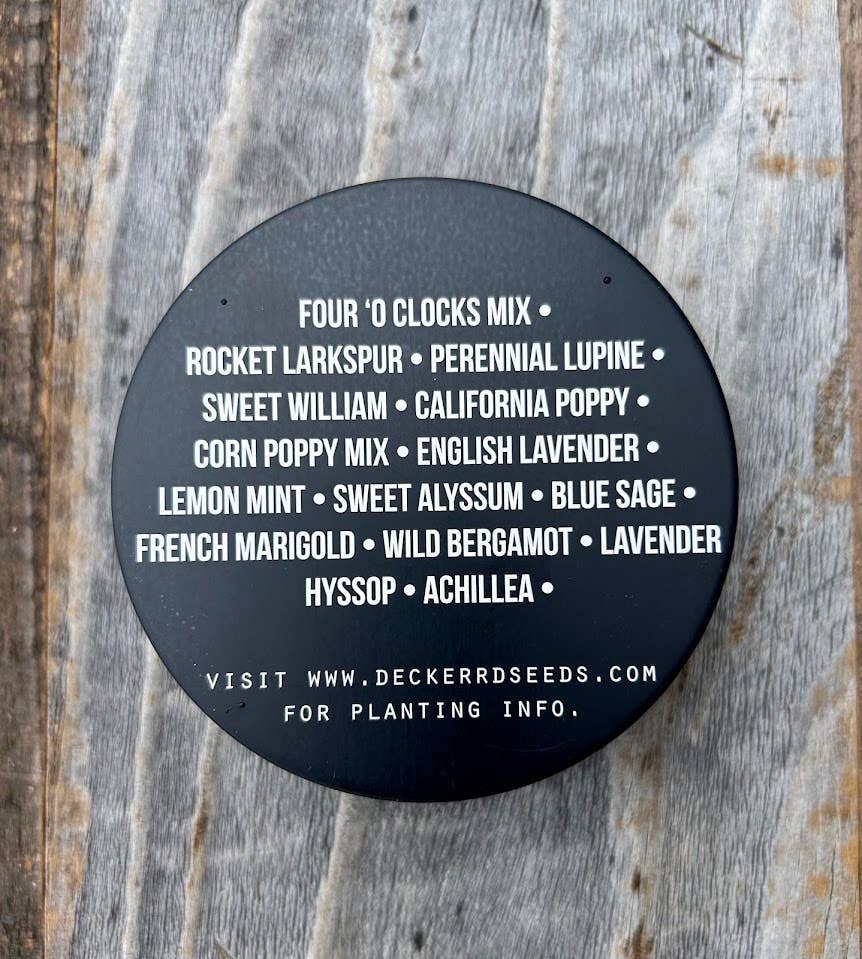 FOUR ‘O CLOCKS MIX •
ROCKET LARKSPUR • PERENNIAL LUPINE •
SWEET WILLIAM • CALIFORNIA POPPY •
CORN POPPY MIX • ENGLISH LAVENDER •
LEMON MINT • SWEET ALYSSUM • BLUE SAGE •
FRENCH MARIGOLD • WILD BERGAMOT • LAVENDER
HYSSOP • ACHILLEA •
VISIT WWW.DECKERRDSEEDS.COM
FOR PLANTING INFO.